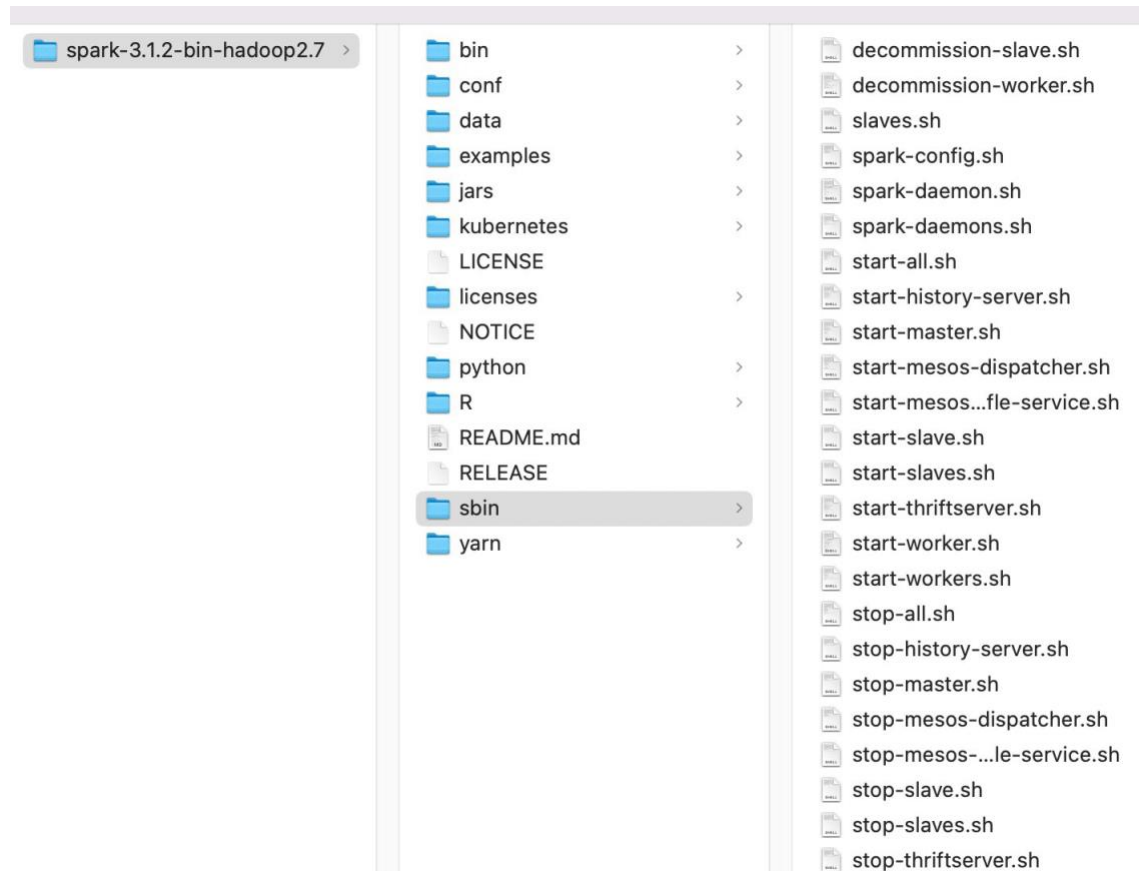 spark-3.1.2-bin-hadoop2.7
bin
conf
data
examples
jars
kubernetes
LICENSE
licenses
NOTICE
python
R
README.md
RELEASE
sbin
yarn
decommission-slave.sh
decommission-worker.sh
slaves.sh
spark-config.sh
spark-daemon.sh
spark-daemons.sh
start-all.sh
start-history-server.sh
start-master.sh
start-mesos-dispatcher.sh
start-mesos...fle-service.sh
start-slave.sh
start-slaves.sh
start-thriftserver.sh
start-worker.sh
start-workers.sh
stop-all.sh
stop-history-server.sh
stop-master.sh
stop-mesos-dispatcher.sh
stop-mesos-...le-service.sh
stop-slave.sh
stop-slaves.sh
stop-thriftserver.sh